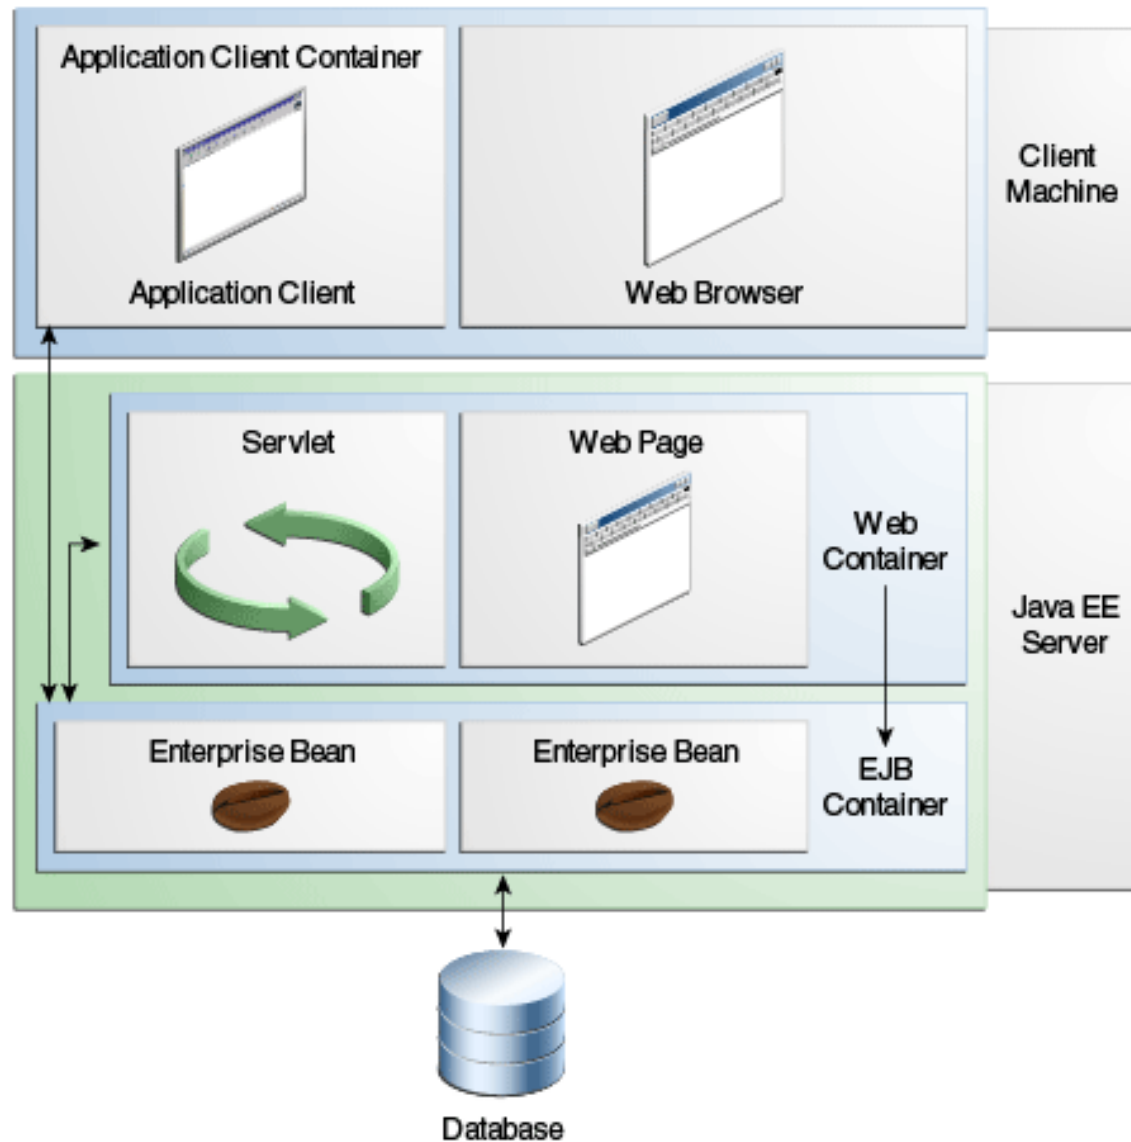 Application Client Container
Application Client
Web Browser
Client
Machine
Servlet
Web Page
Web
Container
Java EE
Server
Enterprise Bean
Enterprise Bean
EJB
Container
Database